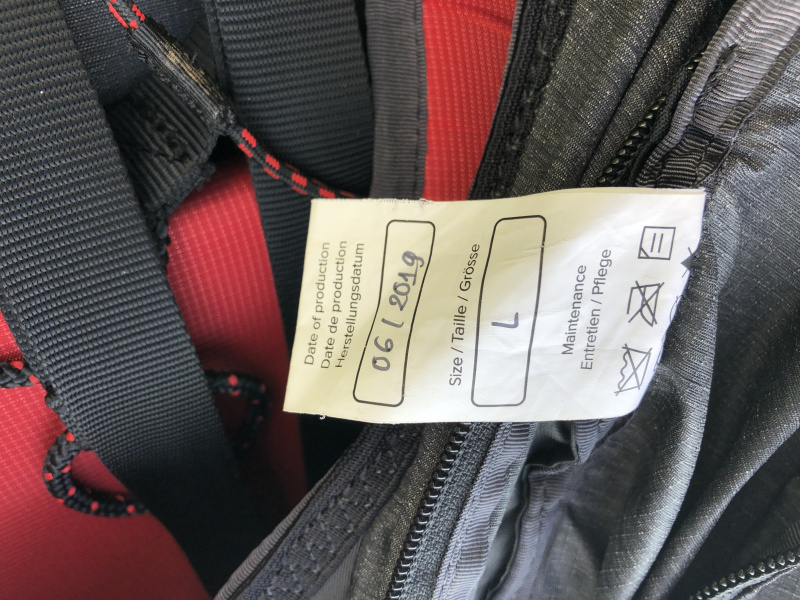 Date of production
Date de production
Herstellungsdatum
06/2019
Size / Taille / Grösse
L
Maintenance
Entretien / Pflege